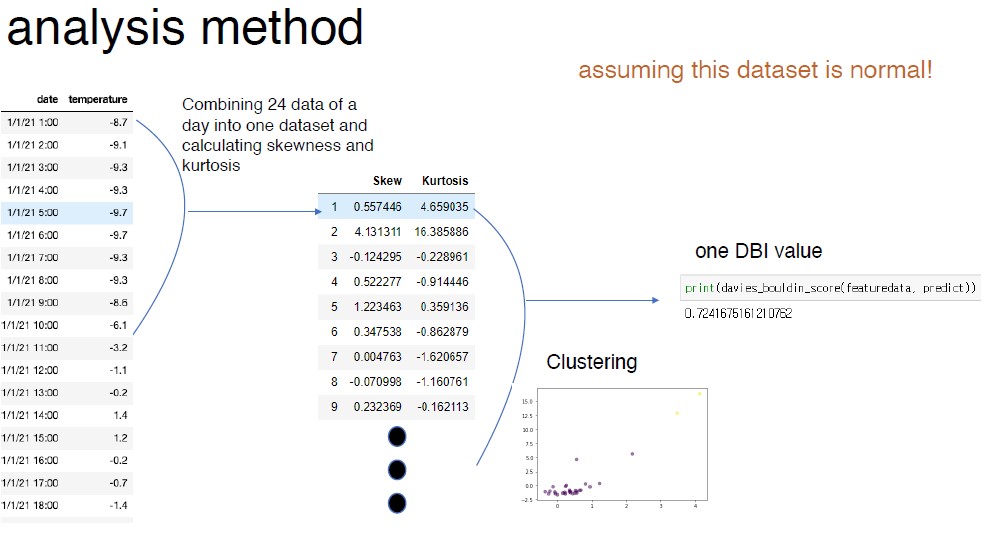 analysis method
assuming this dataset is normal!
date temperature
1/1/21 1:00 -8.7
1/1/21 2:00 -9.1
1/1/21 3:00 -9.3
1/1/21 4:00 -9.3
1/1/21 5:00 -9.7
1/1/21 6:00 -9.7
1/1/21 7:00 -9.3
1/1/21 8:00 -9.3
1/1/21 9:00 -8.6
1/1/21 10:00 -6.1
1/1/21 11:00 -3.2
1/1/21 12:00 -1.1
1/1/21 13:00 -0.2
1/1/21 14:00 1.4
1/1/21 15:00 1.2
1/1/21 16:00 -0.2
1/1/21 17:00 -0.7
1/1/21 18:00 -1.4
Combining 24 data of a
day into one dataset and
calculating skewness and
kurtosis
Skew Kurtosis
1 0.557446 4.659035
2 4.131311 16.385886
3 -0.124295 -0.228961
4 0.522277 -0.914446
5 1.223463 0.359136
6 0.347538 -0.862879
7 0.004763 -1.620657
8 -0.070998 -1.160761
9 0.232369 -0.162113
one DBI value
print(davies_bouldin_score(featuredata, predict))
0.7241675161210762
Clustering
15.0
12.5
10.0
7.5
5.0
2.5
0.0
-2.5
0 1 2 3 4